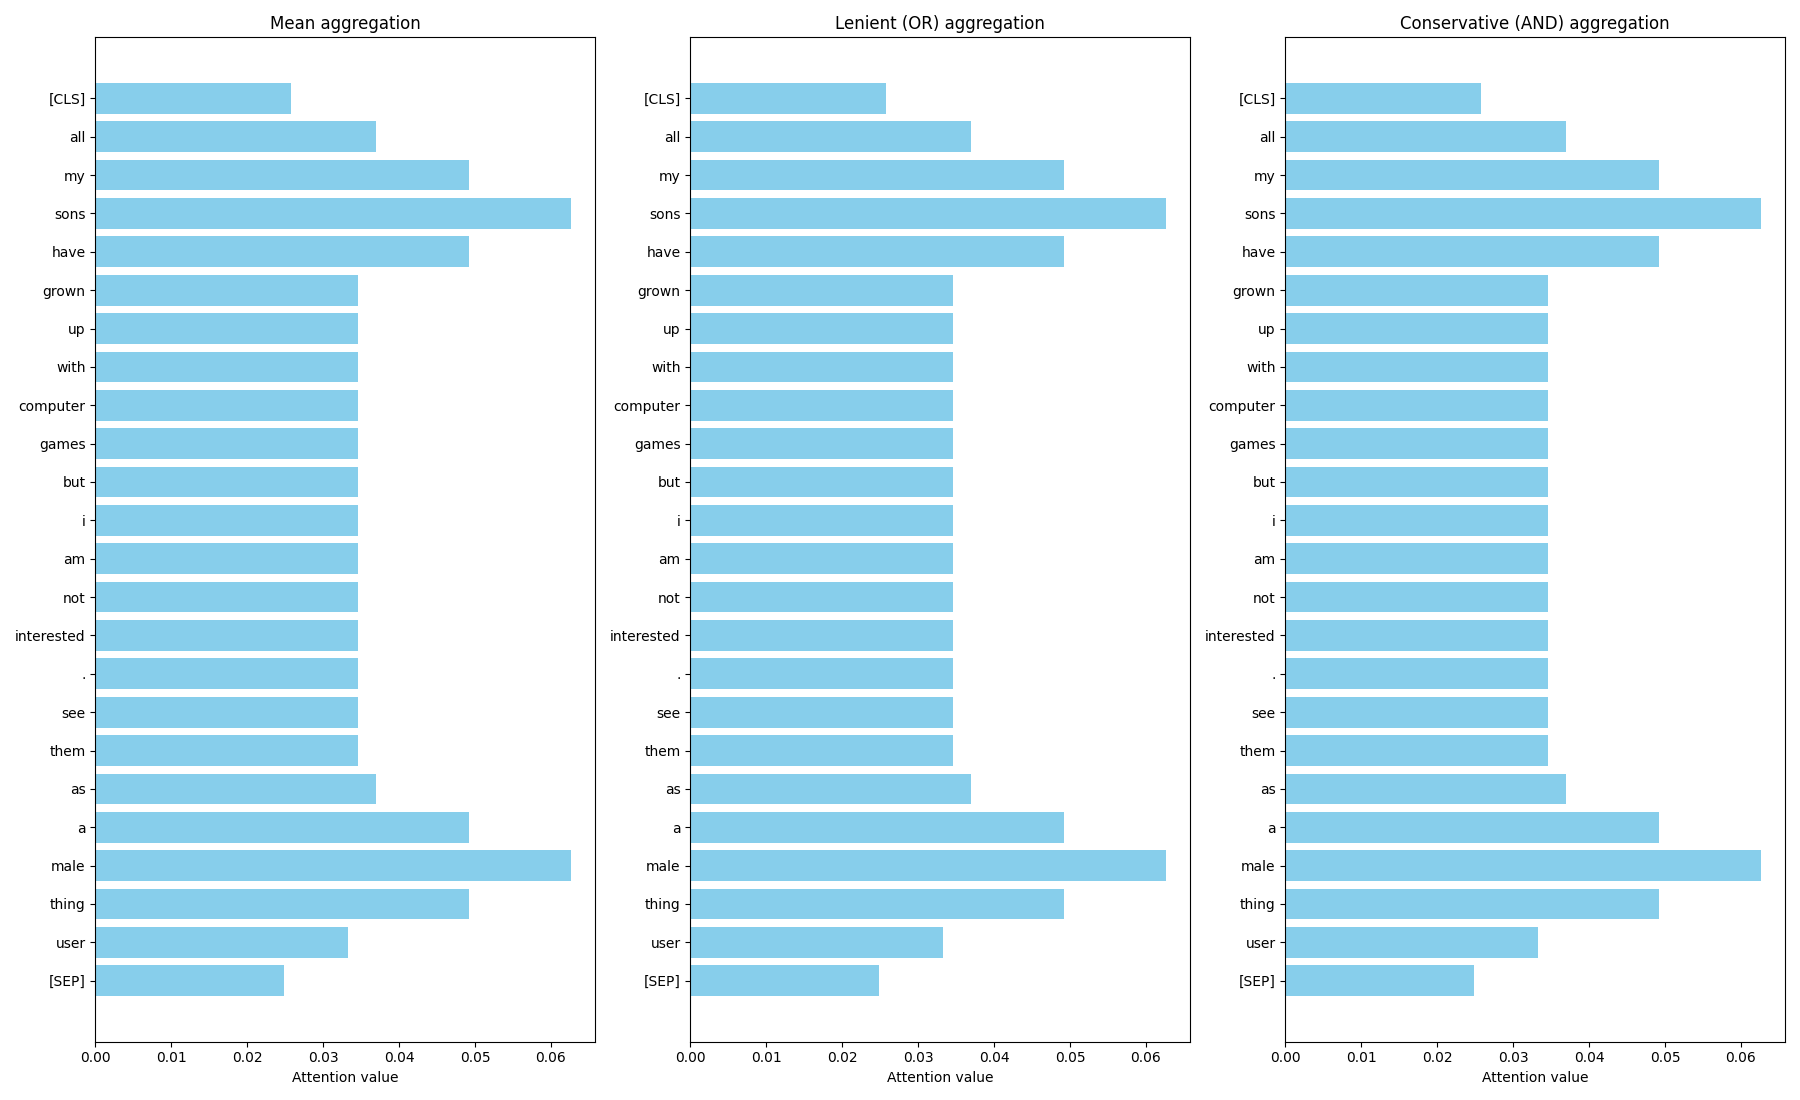 Mean aggregation
[CLS]
all
my
sons
have
grown
up
with
computer
games
but
i
am
not
interested
.
see
them
as
a
male
thing
user
[SEP]
0.00 0.01 0.02 0.03 0.04 0.05 0.06
Attention value
Lenient (OR) aggregation
[CLS]
all
my
sons
have
grown
up
with
computer
games
but
i
am
not
interested
.
see
them
as
a
male
thing
user
[SEP]
0.00 0.01 0.02 0.03 0.04 0.05 0.06
Attention value
Conservative (AND) aggregation
[CLS]
all
my
sons
have
grown
up
with
computer
games
but
i
am
not
interested
.
see
them
as
a
male
thing
user
[SEP]
0.00 0.01 0.02 0.03 0.04 0.05 0.06
Attention value